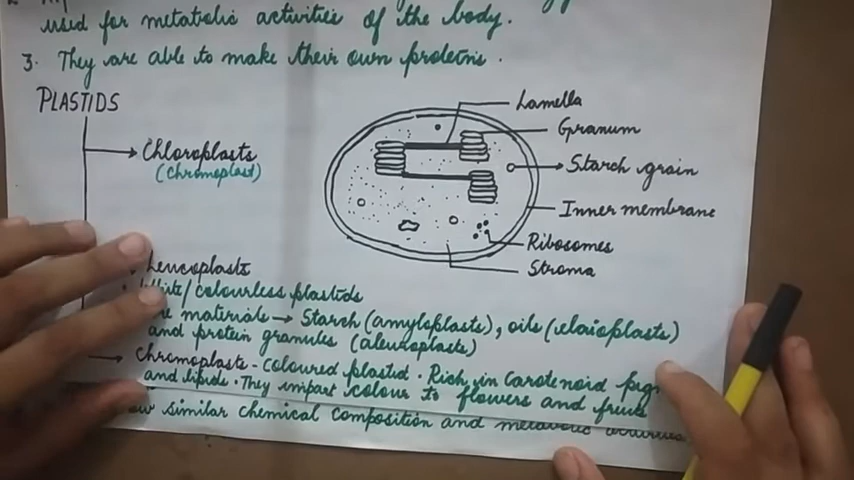 used for metabolic activities of the body.
3. They are able to make their own proteins.
PLASTIDS
Chloroplasts
(Chromoplast)
Lamella
Granum
Starch grain
Inner membrane
Ribosomes
Stroma
Leucoplasts
White/colourless plastids
materials → Starch (amyloplasts), oils (elaioplasts)
and protein granules (aleuroplasts)
Chromoplasts - Coloured plastid. Rich in Carotenoid
and lipids. They impart colour to flowers and fruits
similar chemical composition and metabolic activities